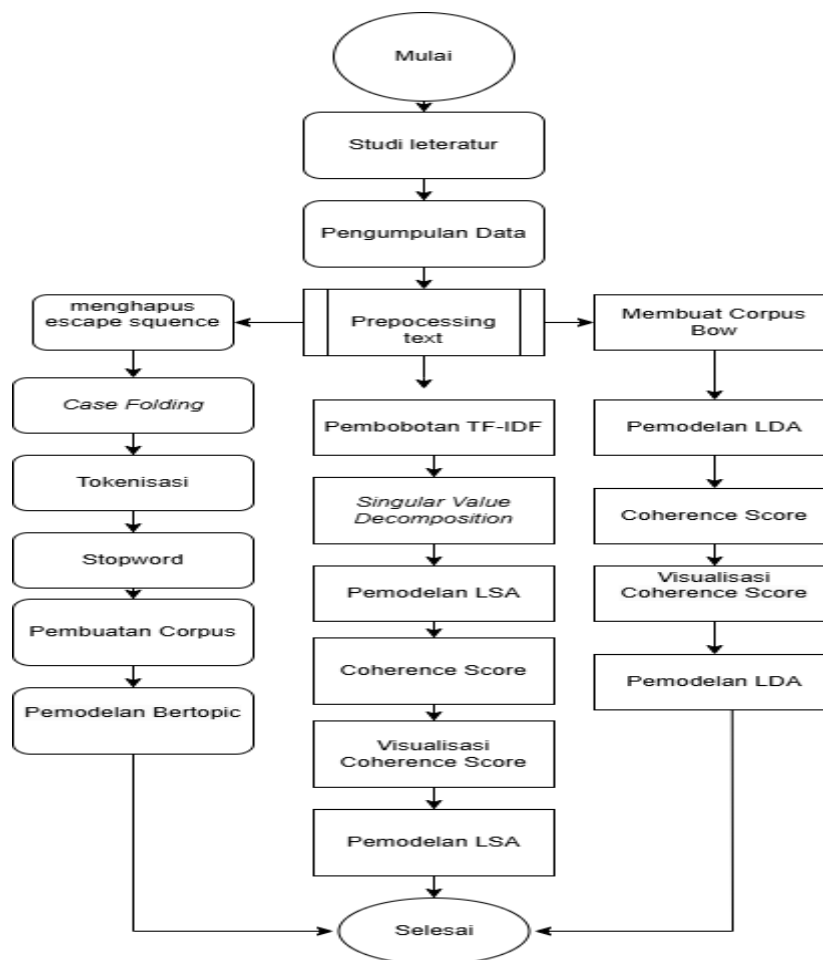 Mulai
Studi leteratur
Pengumpulan Data
Prepocessing
text
menghapus
escape squence
Case Folding
Tokenisasi
Stopword
Pembuatan Corpus
Pemodelan Bertopic
Pembobotan TF-IDF
Singular Value
Decomposition
Pemodelan LSA
Coherence Score
Visualisasi
Coherence Score
Pemodelan LSA
Membuat Corpus
Bow
Pemodelan LDA
Coherence Score
Visualisasi
Coherence Score
Pemodelan LDA
Selesai